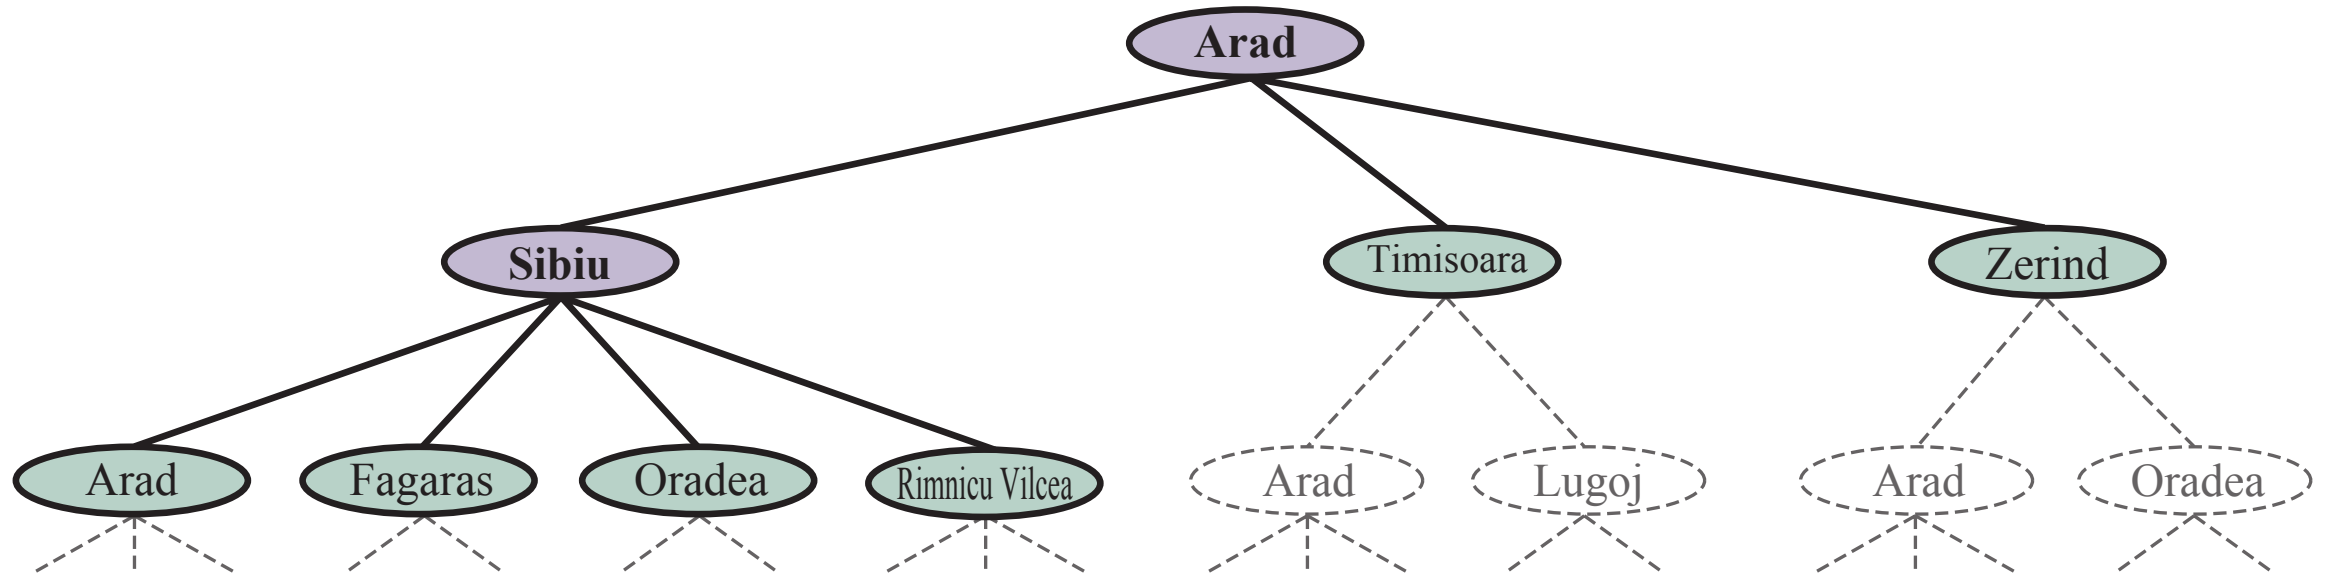 Arad
Sibiu
Timisoara
Zerind
Arad
Fagaras
Oradea
Rimnicu Vilcea
Arad
Lugoj
Arad
Oradea